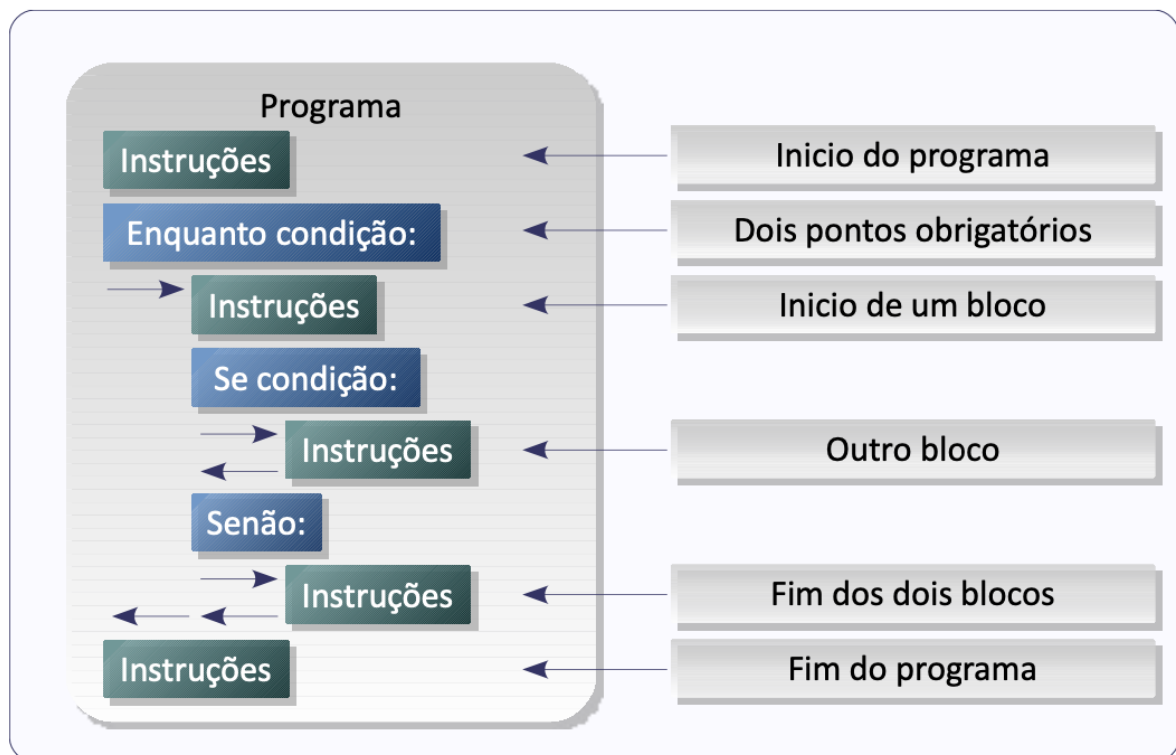 Programa
Instruções
Inicio do programa
Enquanto condição:
Dois pontos obrigatórios
Instruções
Inicio de um bloco
Se condição:
Instruções
Outro bloco
Senão:
Instruções
Fim dos dois blocos
Instruções
Fim do programa